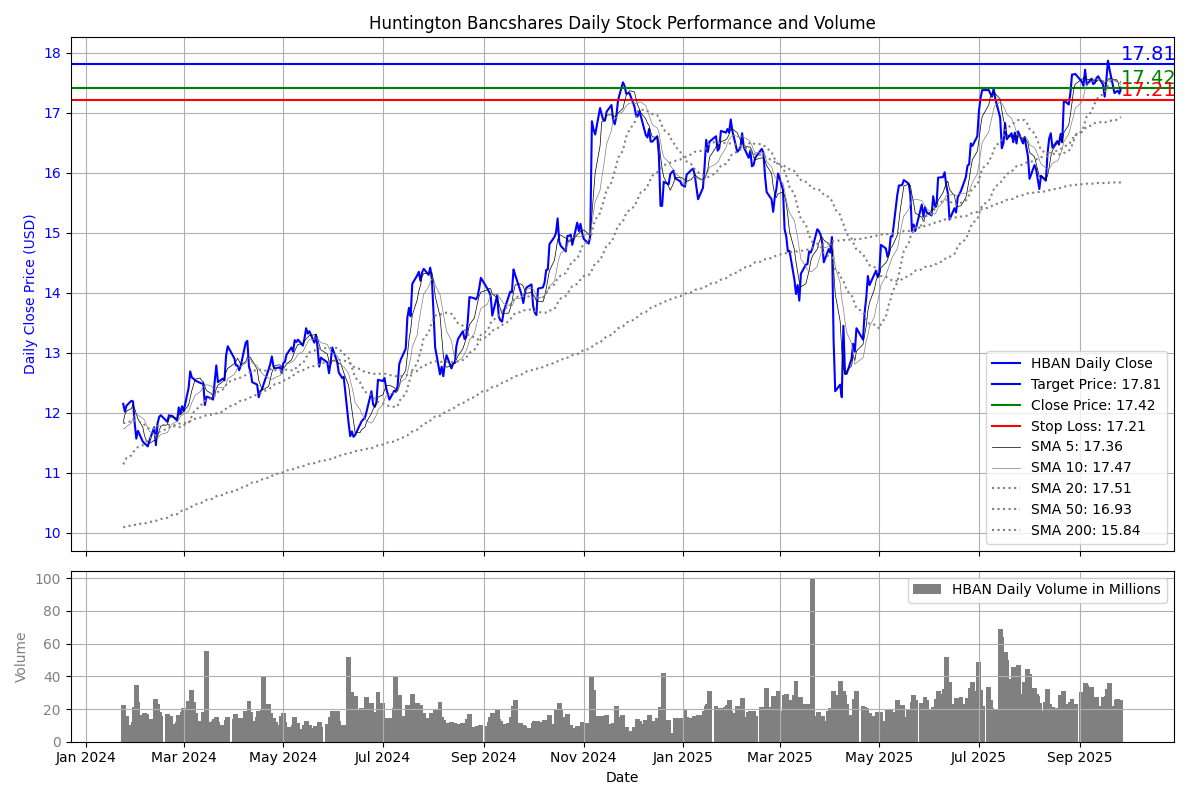 Huntington Bancshares Daily Stock Performance and Volume
18
17
16
15
14
13
12
11
10
Daily Close Price (USD)
17.81
17.42
17.21
HBAN Daily Close
Target Price: 17.81
Close Price: 17.42
Stop Loss: 17.21
SMA 5: 17.36
SMA 10: 17.47
SMA 20: 17.51
SMA 50: 16.93
SMA 200: 15.84
100
80
60
40
20
0
Volume
HBAN Daily Volume in Millions
Jan 2024 Mar 2024 May 2024 Jul 2024 Sep 2024 Nov 2024 Jan 2025 Mar 2025 May 2025 Jul 2025 Sep 2025
Date